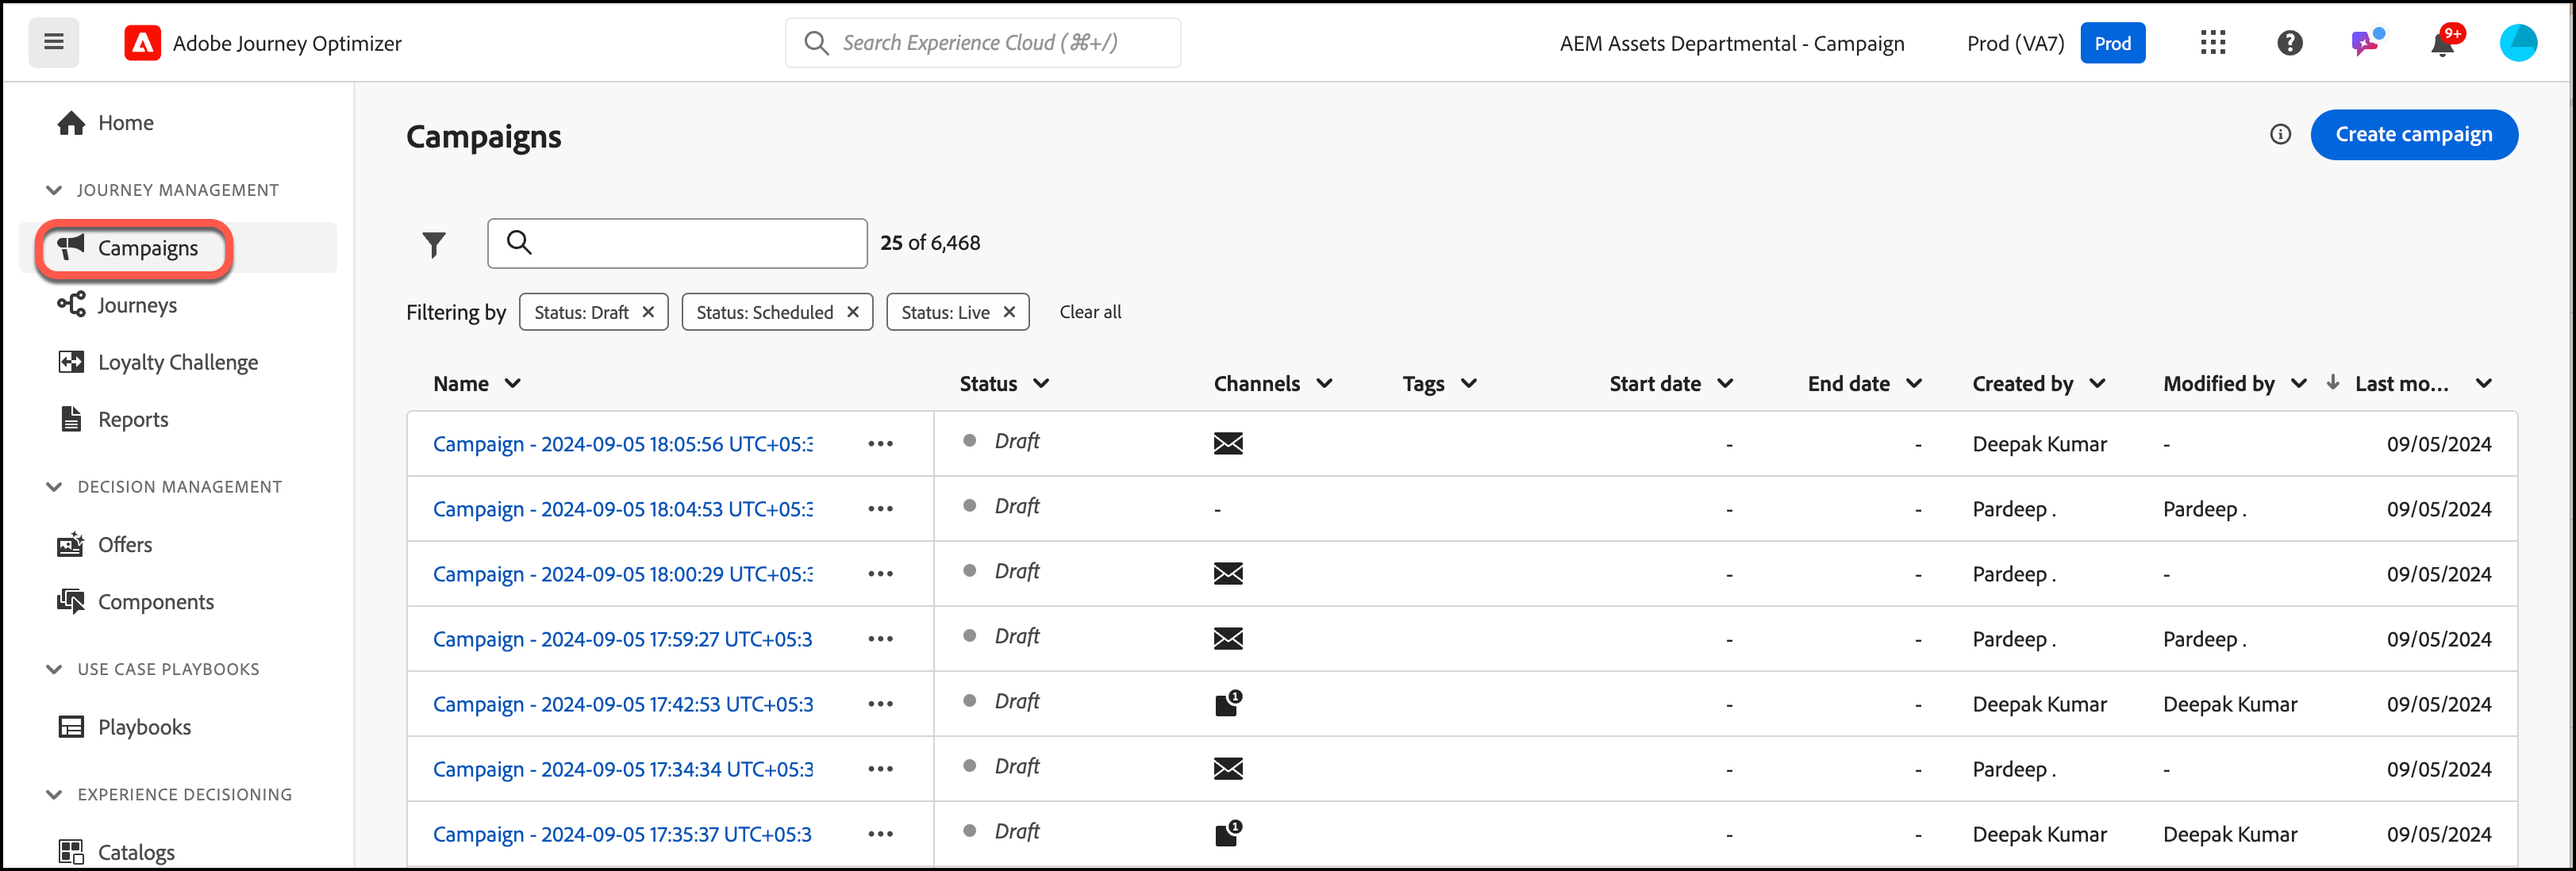 Adobe Journey Optimizer
Search Experience Cloud (⌘+/)
AEM Assets Departmental - Campaign
Prod (VA7)
Prod
9+
Home
JOURNEY MANAGEMENT
Campaigns
Journeys
Loyalty Challenge
Reports
DECISION MANAGEMENT
Offers
Components
USE CASE PLAYBOOKS
Playbooks
EXPERIENCE DECISIONING
Catalogs
Campaigns
Create campaign
25 of 6,468
Filtering by Status: Draft Status: Scheduled Status: Live Clear all
Name Status Channels Tags Start date End date Created by Modified by Last mo...
Campaign - 2024-09-05 18:05:56 UTC+05:3 ... Draft - - Deepak Kumar - 09/05/2024
Campaign - 2024-09-05 18:04:53 UTC+05:3 ... Draft - - - Pardeep . Pardeep . 09/05/2024
Campaign - 2024-09-05 18:00:29 UTC+05:3 ... Draft - - Pardeep . - 09/05/2024
Campaign - 2024-09-05 17:59:27 UTC+05:3 ... Draft - - Pardeep . Pardeep . 09/05/2024
Campaign - 2024-09-05 17:42:53 UTC+05:3 ... Draft 1 - - Deepak Kumar Deepak Kumar 09/05/2024
Campaign - 2024-09-05 17:34:34 UTC+05:3 ... Draft - - Pardeep . - 09/05/2024
Campaign - 2024-09-05 17:35:37 UTC+05:3 ... Draft 1 - - Deepak Kumar Deepak Kumar 09/05/2024